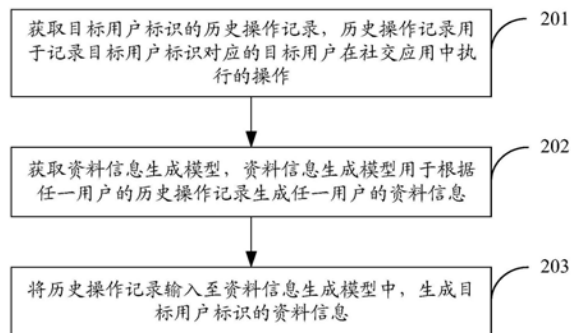 获取目标用户标识的历史操作记录，历史操作记录用
于记录目标用户标识对应的目标用户在社交应用中执
行的操作
201
获取资料信息生成模型，资料信息生成模型用于根据
任一用户的历史操作记录生成任一用户的资料信息
202
将历史操作记录输入至资料信息生成模型中，生成目
标用户标识的资料信息
203